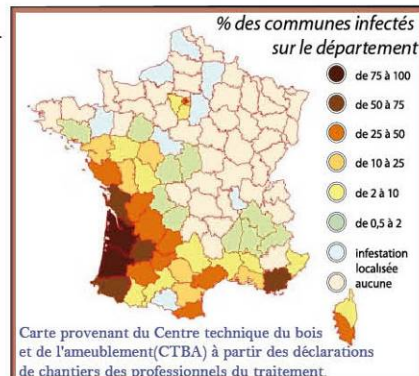 % des communes infectés
sur le département
de 75 à 100
de 50 à 75
de 25 à 50
de 10 à 25
de 2 à 10
de 0,5 à 2
infestation
localisée
aucune
Carte provenant du Centre technique du bois
et de l'ameublement(CTBA) à partir des déclarations
de chantiers des professionnels du traitement.